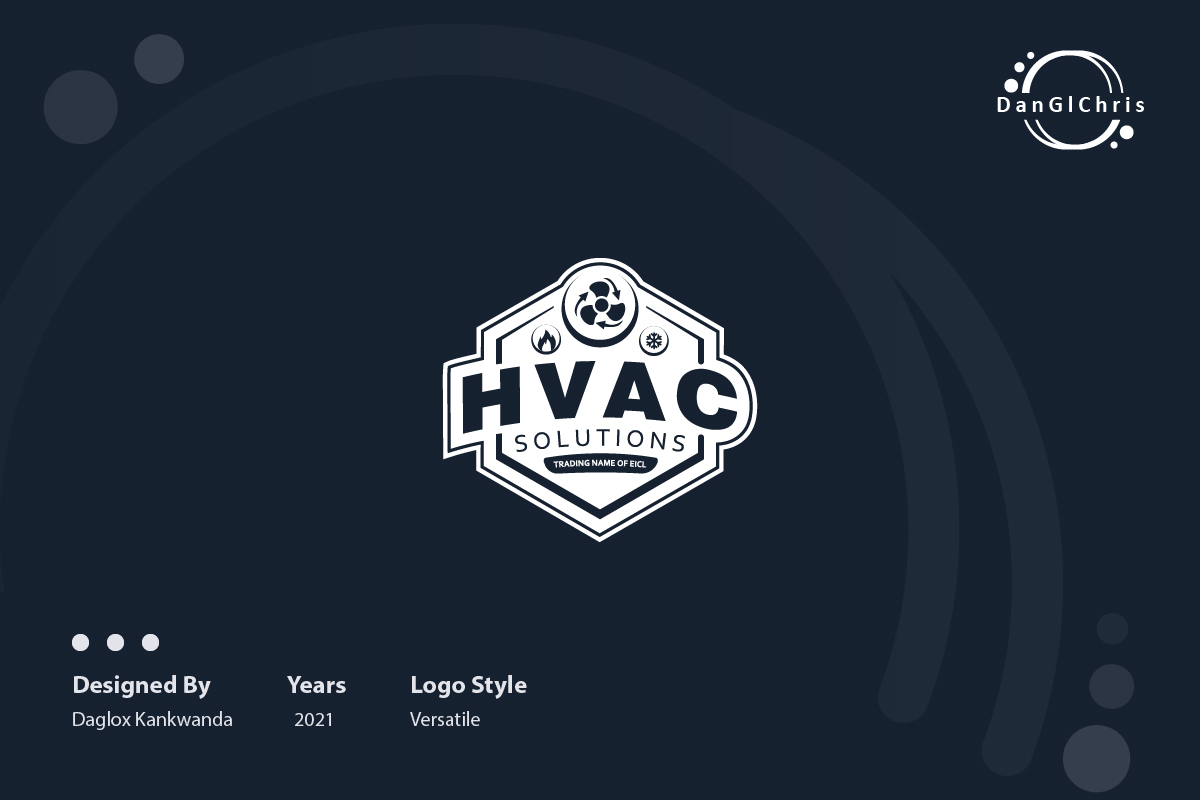 DanGlChris
HVAC
SOLUTIONS
TRADING NAME OF EICL
Designed By
Daglox Kankwanda
Years
2021
Logo Style
Versatile